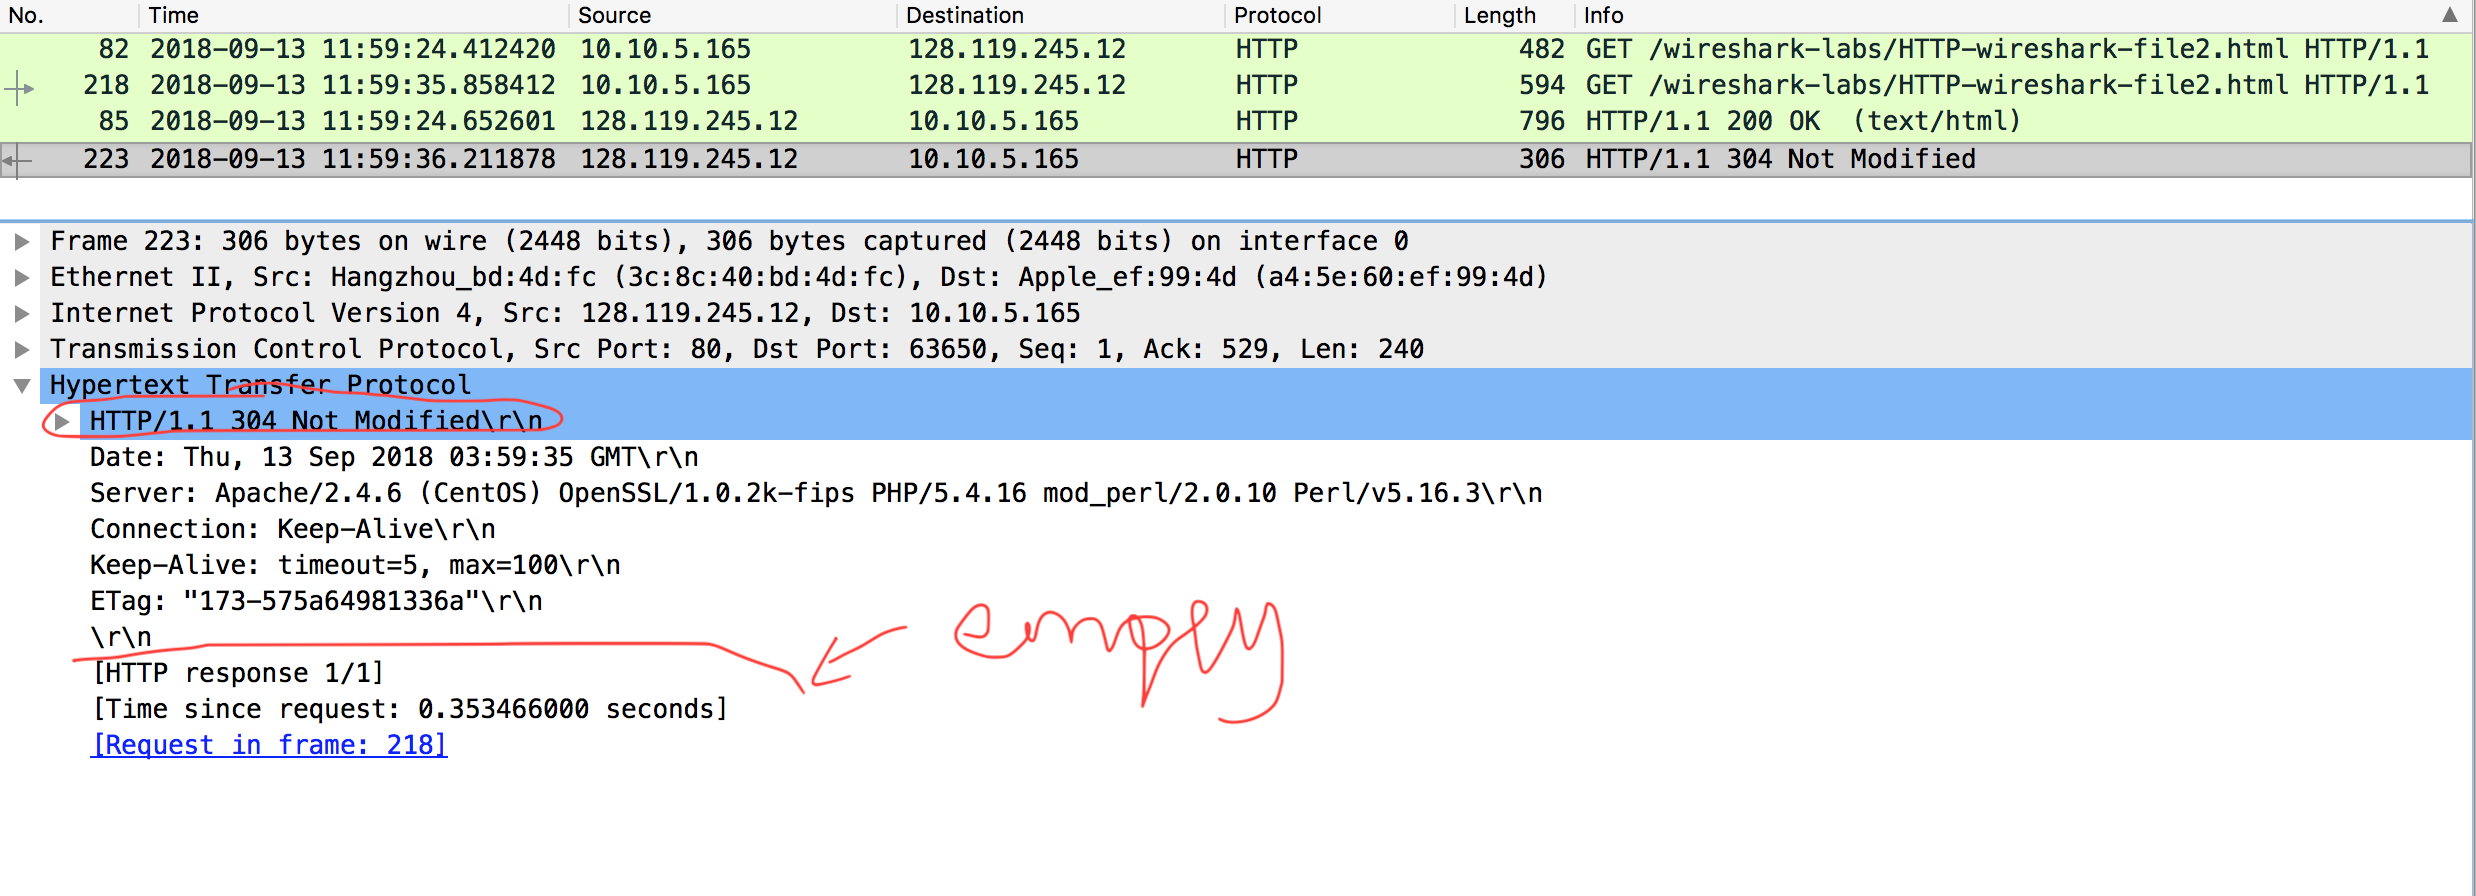 No. Time Source Destination Protocol Length Info
82 2018-09-13 11:59:24.412420 10.10.5.165 128.119.245.12 HTTP 482 GET /wireshark-labs/HTTP-wireshark-file2.html HTTP/1.1
218 2018-09-13 11:59:35.858412 10.10.5.165 128.119.245.12 HTTP 594 GET /wireshark-labs/HTTP-wireshark-file2.html HTTP/1.1
85 2018-09-13 11:59:24.652601 128.119.245.12 10.10.5.165 HTTP 796 HTTP/1.1 200 OK (text/html)
223 2018-09-13 11:59:36.211878 128.119.245.12 10.10.5.165 HTTP 306 HTTP/1.1 304 Not Modified
Frame 223: 306 bytes on wire (2448 bits), 306 bytes captured (2448 bits) on interface 0
Ethernet II, Src: Hangzhou_bd:4d:fc (3c:8c:40:bd:4d:fc), Dst: Apple_ef:99:4d (a4:5e:60:ef:99:4d)
Internet Protocol Version 4, Src: 128.119.245.12, Dst: 10.10.5.165
Transmission Control Protocol, Src Port: 80, Dst Port: 63650, Seq: 1, Ack: 529, Len: 240
Hypertext Transfer Protocol
HTTP/1.1 304 Not Modified\r\n
Date: Thu, 13 Sep 2018 03:59:35 GMT\r\n
Server: Apache/2.4.6 (CentOS) OpenSSL/1.0.2k-fips PHP/5.4.16 mod_perl/2.0.10 Perl/v5.16.3\r\n
Connection: Keep-Alive\r\n
Keep-Alive: timeout=5, max=100\r\n
ETag: "173-575a64981336a"\r\n
\r\n
empty
[HTTP response 1/1]
[Time since request: 0.353466000 seconds]
[Request in frame: 218]